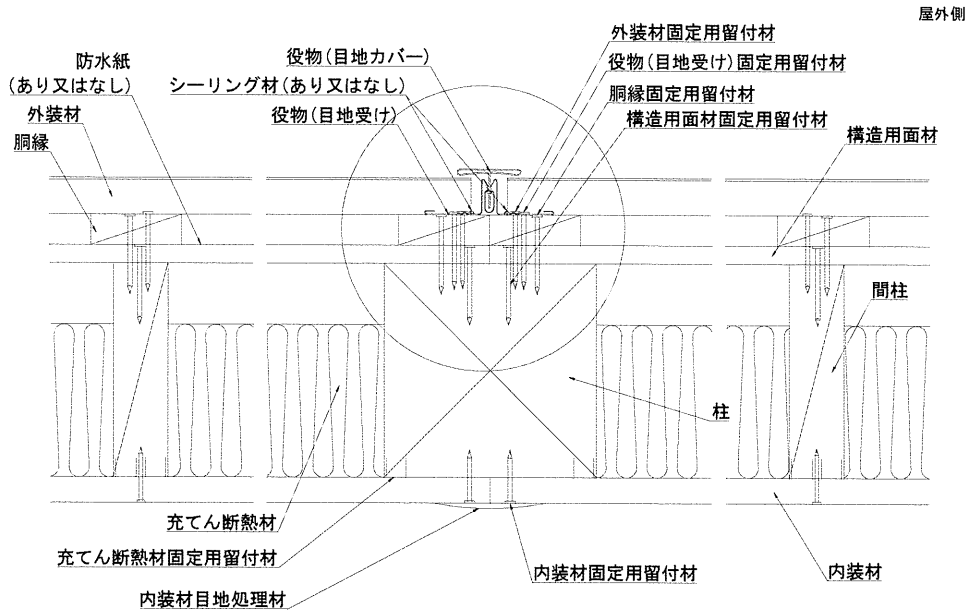 屋外側
外装材固定用留付材
役物(目地カバー)
役物(目地受け)固定用留付材
防水紙
(あり又はなし)
シーリング材(あり又はなし)
胴縁固定用留付材
外装材
役物(目地受け)
構造用面材固定用留付材
胴縁
構造用面材
間柱
柱
充てん断熱材
充てん断熱材固定用留付材
内装材目地処理材
内装材固定用留付材
内装材